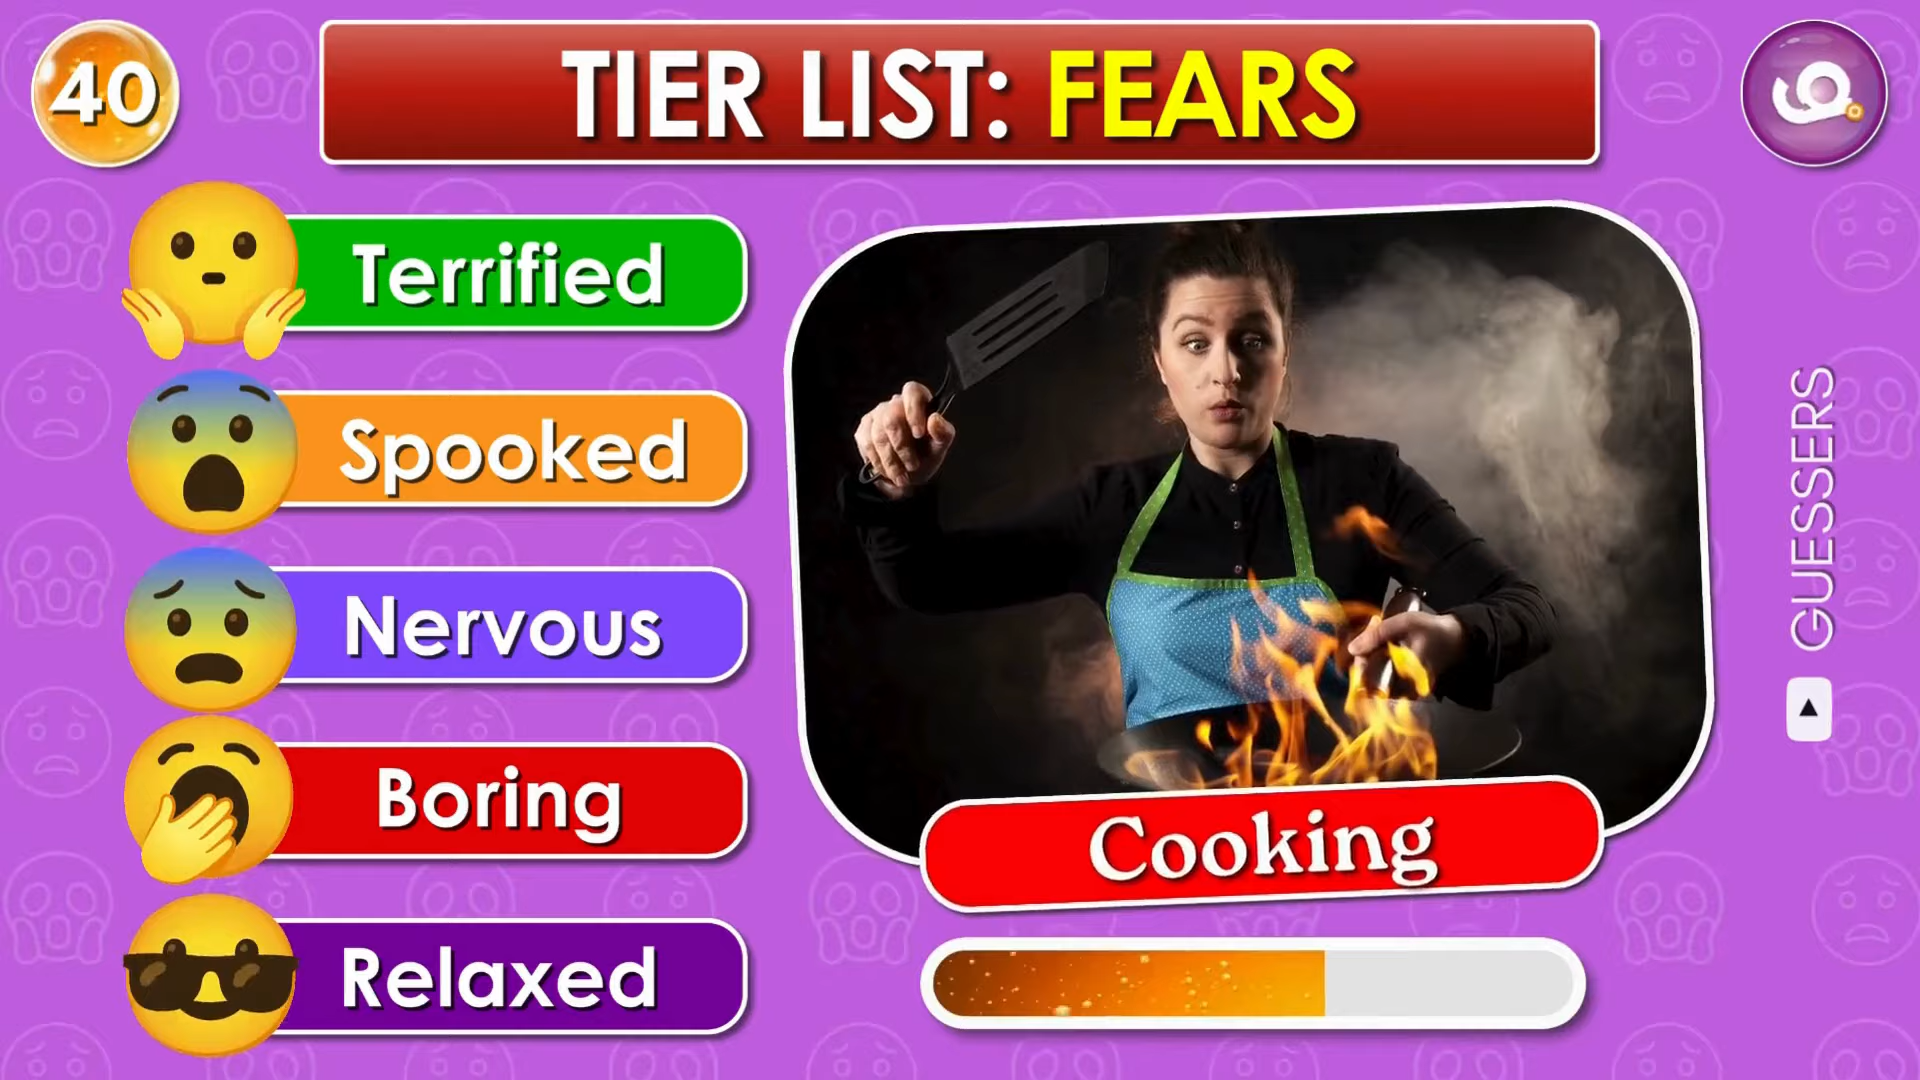 40
TIER LIST: FEARS
Terrified
Spooked
Nervous
Boring
Relaxed
Cooking
GUESSERS